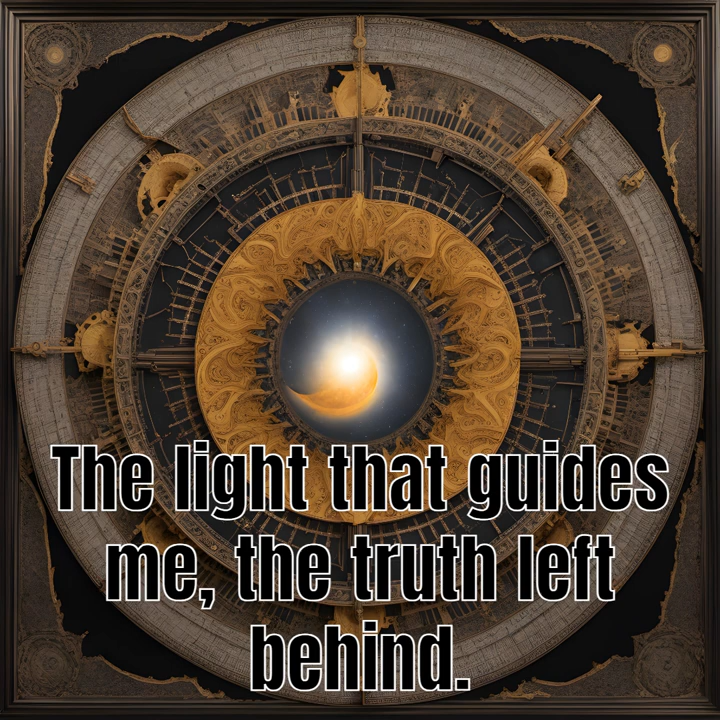 The light that guides
me, the truth left
behind.